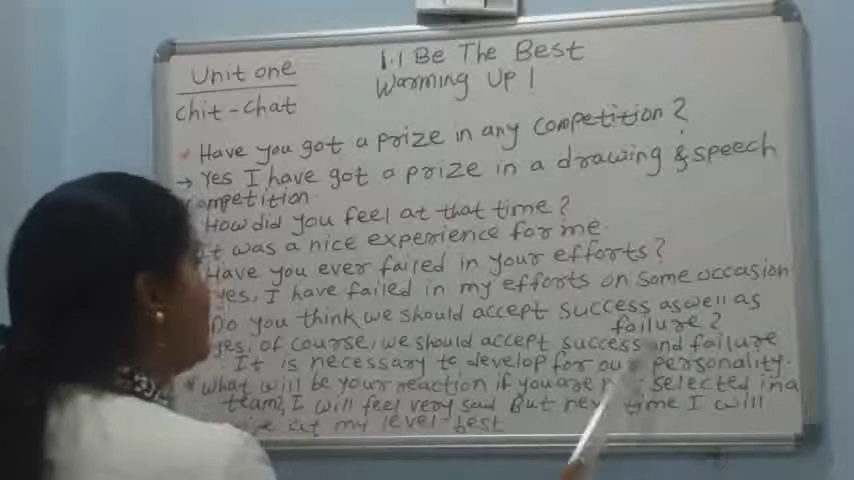 Unit one
1.1 Be The Best
Warming Up !
chit-chat
Have you got a prize in any competition ?
→ Yes I have got a prize in a drawing & speech
competition
How did you feel at that time ?
It was a nice experience for me
Have you ever failed in your efforts ?
yes, I have failed in my efforts on some occasion
Do you think we should accept success aswell as
failure ?
yes, of course, we should accept success and failure
It is necessary to develop for our personality.
* what will be your reaction if you are selected in a
team? I will feel very sad But next time I will
at my level-best